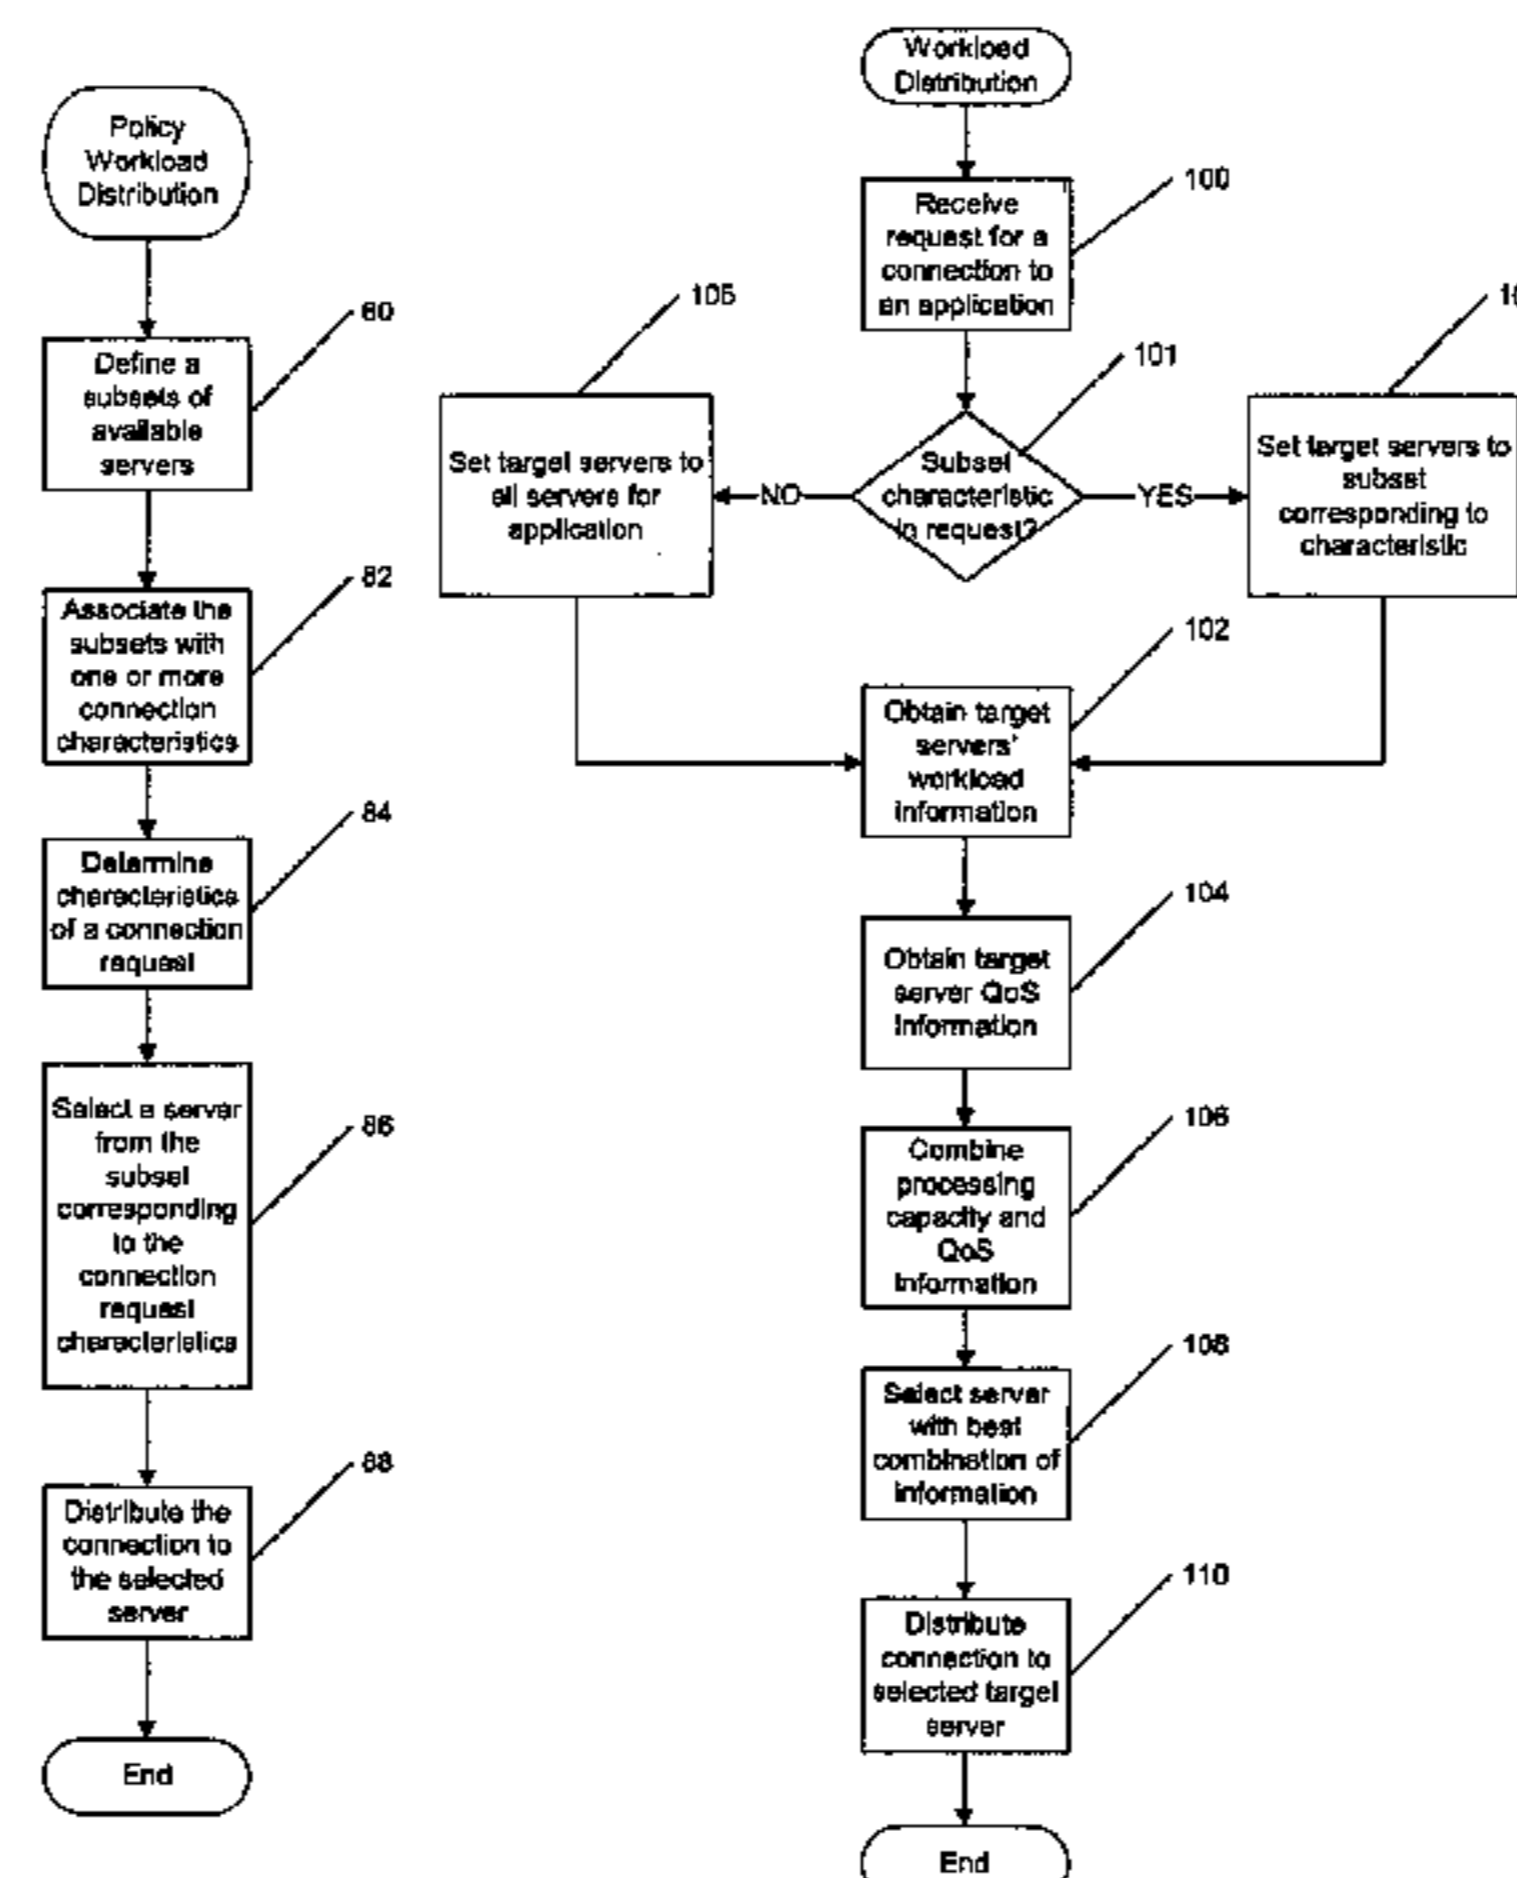 Policy
Workload
Distribution
80
Define a
subsets of
available
servers
82
Associate the
subsets with
one or more
connection
characteristics
84
Determine
characteristics
of a connection
request
86
Select a server
from the
subset
corresponding
to the
connection
request
characteristics
88
Distribute the
connection to
the selected
server
End
Workload
Distribution
100
Receive
request for a
connection to
an application
101
Subset
characteristic
in request?
NO
YES
105
Set target servers to
all servers for
application
Set target servers to
subset
corresponding to
characteristic
102
Obtain target
servers'
workload
information
104
Obtain target
server QoS
Information
106
Combine
processing
capacity and
QoS
Information
108
Select server
with best
combination of
information
110
Distribute
connection to
selected target
server
End